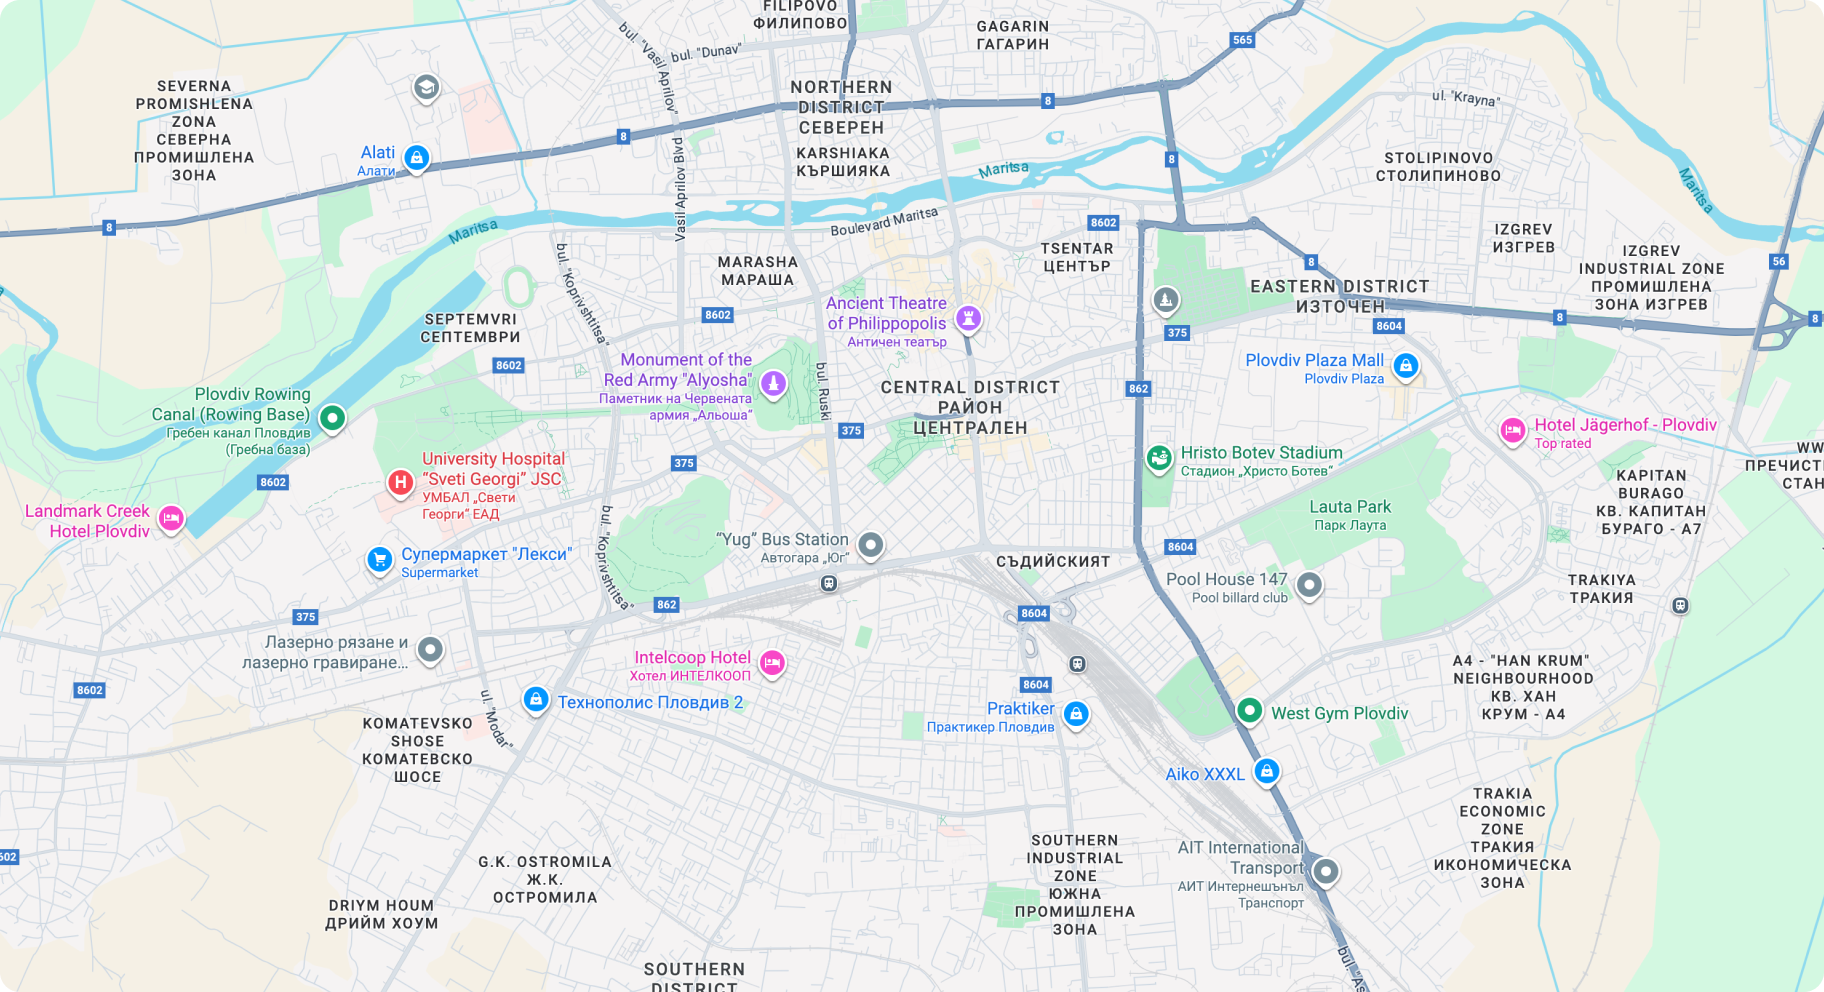 FILIPOVO
ФИЛИПОВО
GAGARIN
ГАГАРИН
bul. "Vasil Aprilov"
bul. "Dunav"
565
SEVERNA
PROMISHLENA
ZONA
СЕВЕРНА
ПРОМИШЛЕНА
ЗОНА
NORTHERN
DISTRICT
СЕВЕРЕН
8
ul. "Krayna"
8
Alati
Алати
KARSHIAKA
КЪРШИЯКА
Maritsa
8
STOLIPINOVO
СТОЛИПИНОВО
Maritsa
Vasil Aprilov Blvd
8
Maritsa
Boulevard Maritsa
8602
TSENTAR
ЦЕНТЪР
IZGREV
ИЗГРЕВ
IZGREV
INDUSTRIAL ZONE
ПРОМИШЛЕНА
ЗОНА ИЗГРЕВ
56
bul. "Koprivshtitsa"
MARASHA
МАРАША
8
EASTERN DISTRICT
ИЗТОЧЕН
SEPTEMVRI
СЕПТЕМВРИ
8602
Ancient Theatre
of Philippopolis
Античен театър
375
8604
8
8
8602
Monument of the
Red Army "Alyosha"
Паметник на Червената
армия „Альоша“
bul. Ruski
Plovdiv Plaza Mall
Plovdiv Plaza
Plovdiv Rowing
Canal (Rowing Base)
Гребен канал Пловдив
(Гребна база)
CENTRAL DISTRICT
РАЙОН
ЦЕНТРАЛЕН
862
375
Hotel Jägerhof - Plovdiv
Top rated
University Hospital
“Sveti Georgi” JSC
УМБАЛ „Свети
Георги“ ЕАД
375
Hristo Botev Stadium
Стадион „Христо Ботев“
WW
ПРЕЧИСТ
СТАН
8602
KAPITAN
BURAGO
КВ. КАПИТАН
БУРАГО - А7
Landmark Creek
Hotel Plovdiv
bul. "Koprivshtitsa"
Lauta Park
Парк Лаута
“Yug” Bus Station
Автогара „Юг“
8604
Супермаркет "Лекси"
Supermarket
СЪДИЙСКИЯТ
Pool House 147
Pool billard club
TRAKIYA
ТРАКИЯ
375
862
8604
Лазерно рязане и
лазерно гравиране...
Intelcoop Hotel
Хотел ИНТЕЛКООП
A4 - "HAN KRUM"
NEIGHBOURHOOD
КВ. ХАН
КРУМ - А4
8602
ul. "Modar"
Технополис Пловдив 2
8604
Praktiker
Практикер Пловдив
West Gym Plovdiv
KOMATEVSKO
SHOSE
КОМАТЕВСКО
ШОСЕ
Aiko XXXL
TRAKIA
ECONOMIC
ZONE
ТРАКИЯ
ИКОНОМИЧЕСКА
ЗОНА
602
G.K. OSTROMILA
Ж.К.
ОСТРОМИЛА
SOUTHERN
INDUSTRIAL
ZONE
ЮЖНА
ПРОМИШЛЕНА
ЗОНА
AIT International
Transport
АИТ Интернешънъл
Транспорт
DRIYM HOUM
ДРИЙМ ХОУМ
SOUTHERN
DISTRICT
bul. "As